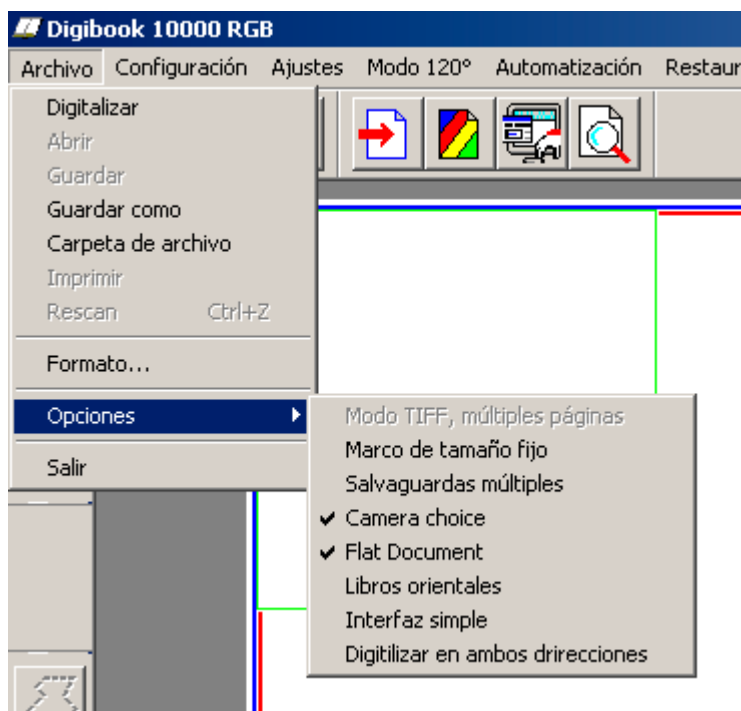 Digibook 10000 RGB
Archivo Configuración Ajustes Modo 120° Automatización Restaur
Digitalizar
Abrir
Guardar
Guardar como
Carpeta de archivo
Imprimir
Rescan Ctrl+Z
Formato...
Opciones
Salir
Modo TIFF, múltiples páginas
Marco de tamaño fijo
Salvaguardas múltiples
Camera choice
Flat Document
Libros orientales
Interfaz simple
Digitilizar en ambos drirecciones